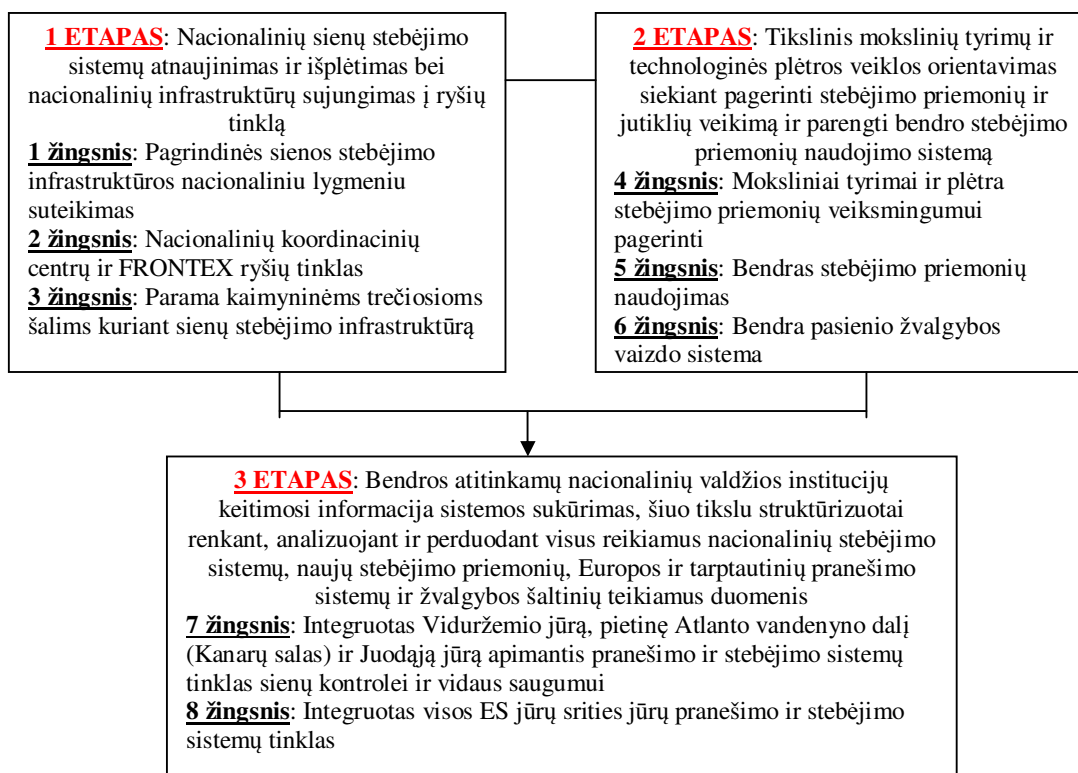 1 ETAPAS: Nacionalinių sienų stebėjimo
sistemų atnaujinimas ir išplėtimas bei
nacionalinių infrastruktūrų sujungimas į ryšių
tinklą
1 žingsnis: Pagrindinės sienos stebėjimo
infrastruktūros nacionaliniu lygmeniu
suteikimas
2 žingsnis: Nacionalinių koordinacinių
centrų ir FRONTEX ryšių tinklas
3 žingsnis: Parama kaimyninėms trečiosioms
šalims kuriant sienų stebėjimo infrastruktūrą
2 ETAPAS: Tikslinis mokslinių tyrimų ir
technologinės plėtros veiklos orientavimas
siekiant pagerinti stebėjimo priemonių ir
jutiklių veikimą ir parengti bendro stebėjimo
priemonių naudojimo sistemą
4 žingsnis: Moksliniai tyrimai ir plėtra
stebėjimo priemonių veiksmingumui
pagerinti
5 žingsnis: Bendras stebėjimo priemonių
naudojimas
6 žingsnis: Bendra pasienio žvalgybos
vaizdo sistema
3 ETAPAS: Bendros atitinkamų nacionalinių valdžios institucijų
keitimosi informacija sistemos sukūrimas, šiuo tikslu struktūrizuotai
renkant, analizuojant ir perduodant visus reikiamus nacionalinių stebėjimo
sistemų, naujų stebėjimo priemonių, Europos ir tarptautinių pranešimo
sistemų ir žvalgybos šaltinių teikiamus duomenis
7 žingsnis: Integruotas Viduržemio jūrą, pietinę Atlanto vandenyno dalį
(Kanarų salas) ir Juodąją jūrą apimantis pranešimo ir stebėjimo sistemų
tinklas sienų kontrolei ir vidaus saugumui
8 žingsnis: Integruotas visos ES jūrų srities jūrų pranešimo ir stebėjimo
sistemų tinklas